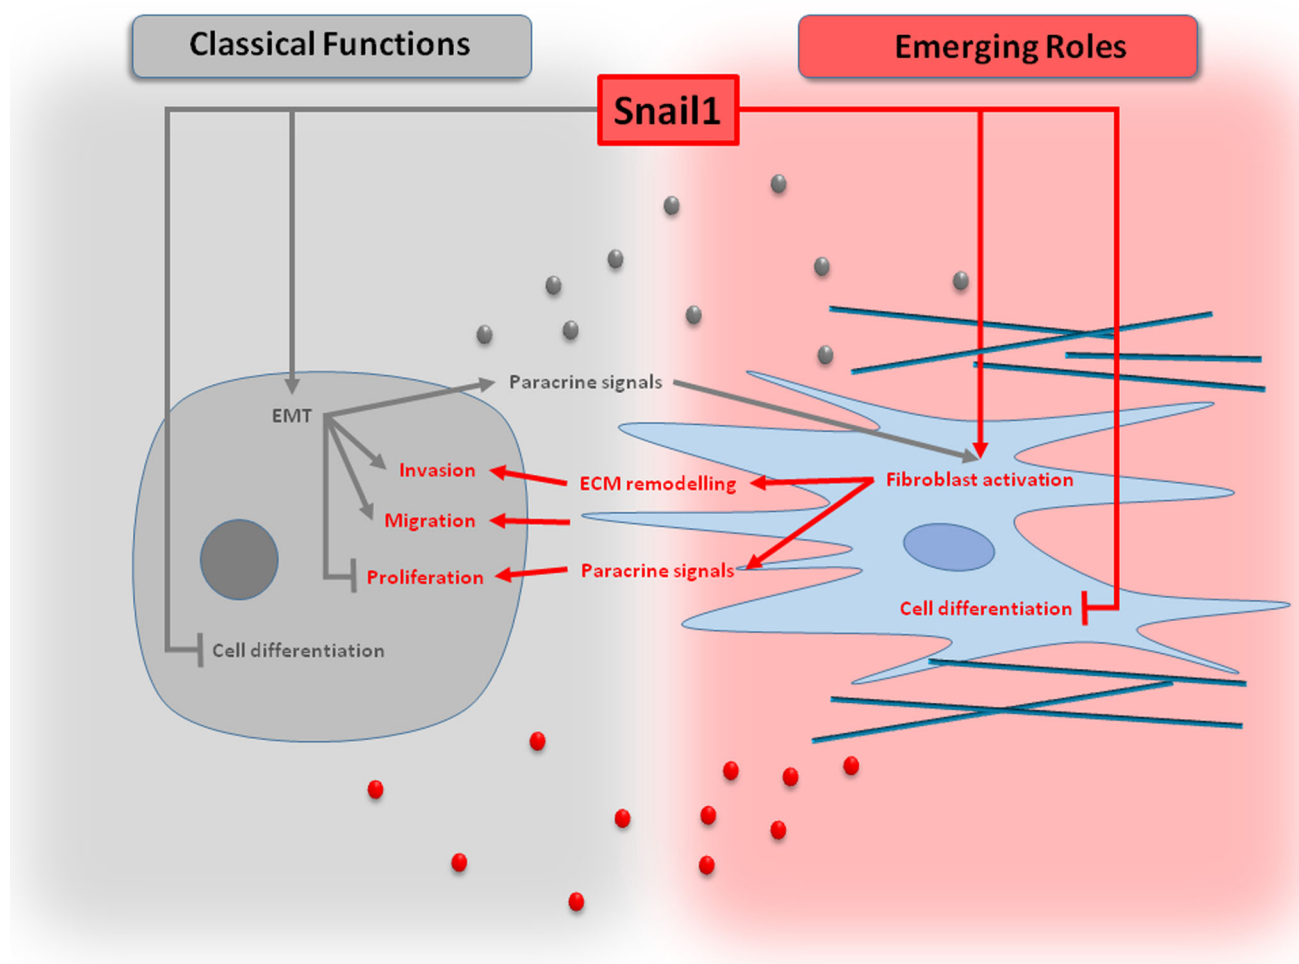 Classical Functions
Emerging Roles
Snail1
Paracrine signals
EMT
Invasion
ECM remodelling
Fibroblast activation
Migration
Proliferation
Paracrine signals
Cell differentiation
Cell differentiation